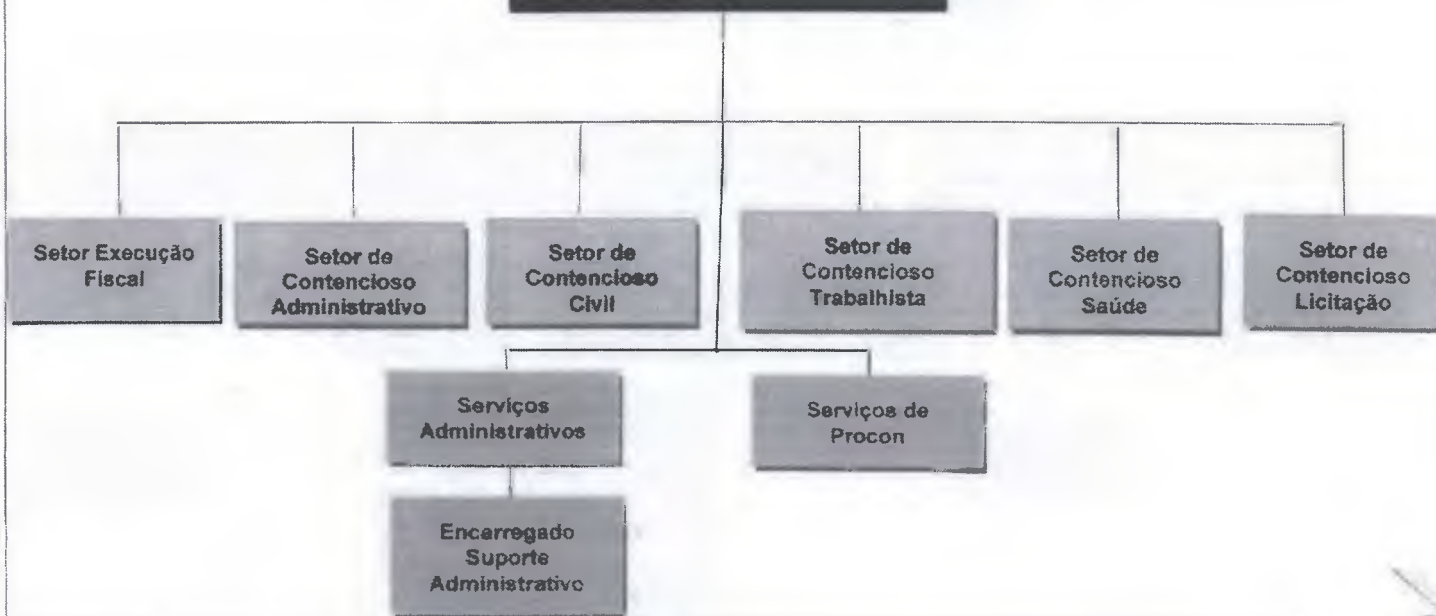 Setor Execução
Fiscal
Setor de
Contencioso
Administrativo
Setor de
Contencioso
Civil
Setor de
Contencioso
Trabalhista
Setor de
Contencioso
Saúde
Setor de
Contencioso
Licitação
Serviços
Administrativos
Serviços de
Procon
Encarregado
Suporte
Administrativo